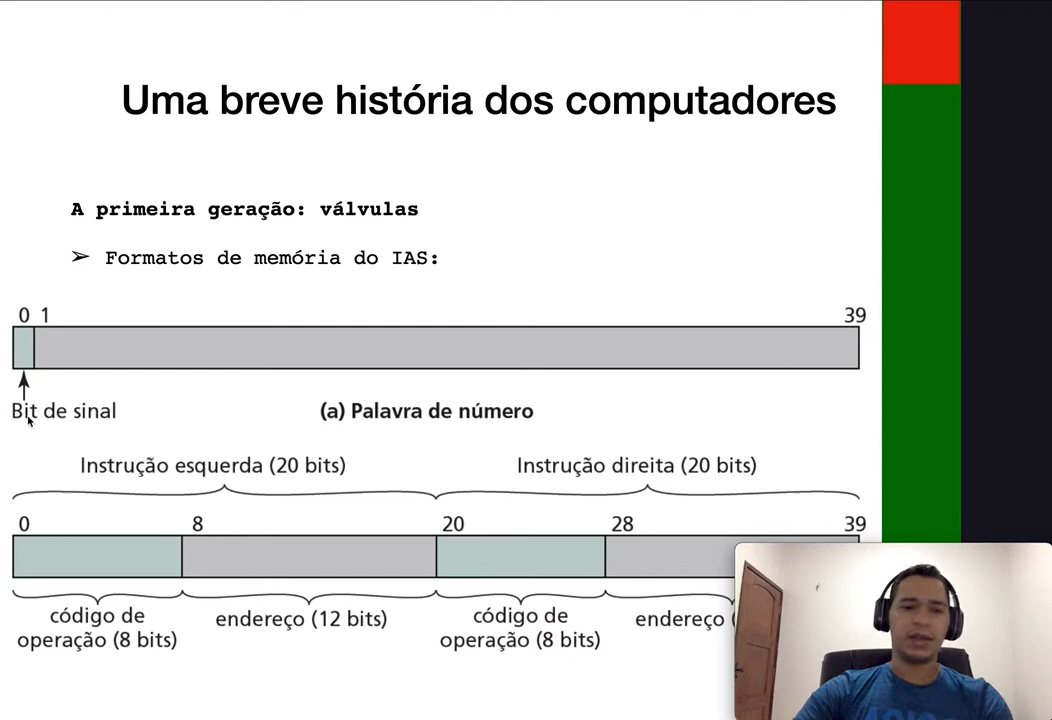 Uma breve história dos computadores
A primeira geração: válvulas
➢ Formatos de memória do IAS:
0 1 39
Bit de sinal
(a) Palavra de número
Instrução esquerda (20 bits) Instrução direita (20 bits)
0 8 20 28 39
código de operação (8 bits)
endereço (12 bits)
código de operação (8 bits)
endereço (